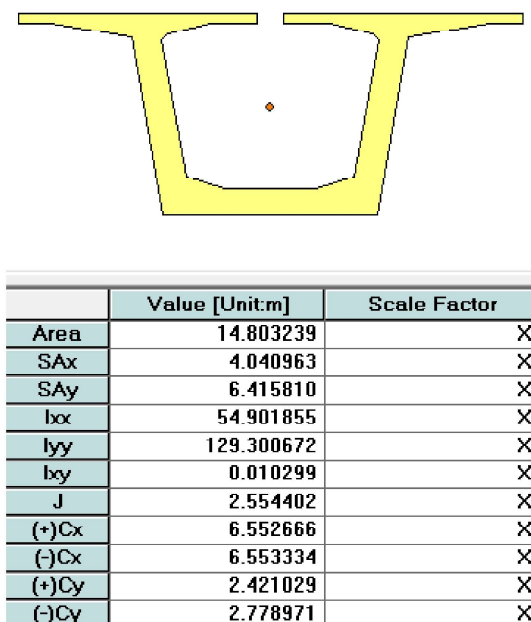 Value [Unit:m] Scale Factor
Area 14.803239 X
SAx 4.040963 X
SAy 6.415810 X
Ixx 54.901855 X
Iyy 129.300672 X
Ixy 0.010299 X
J 2.554402 X
(+)Cx 6.552666 X
(-)Cx 6.553334 X
(+)Cy 2.421029 X
(-)Cy 2.778971 X